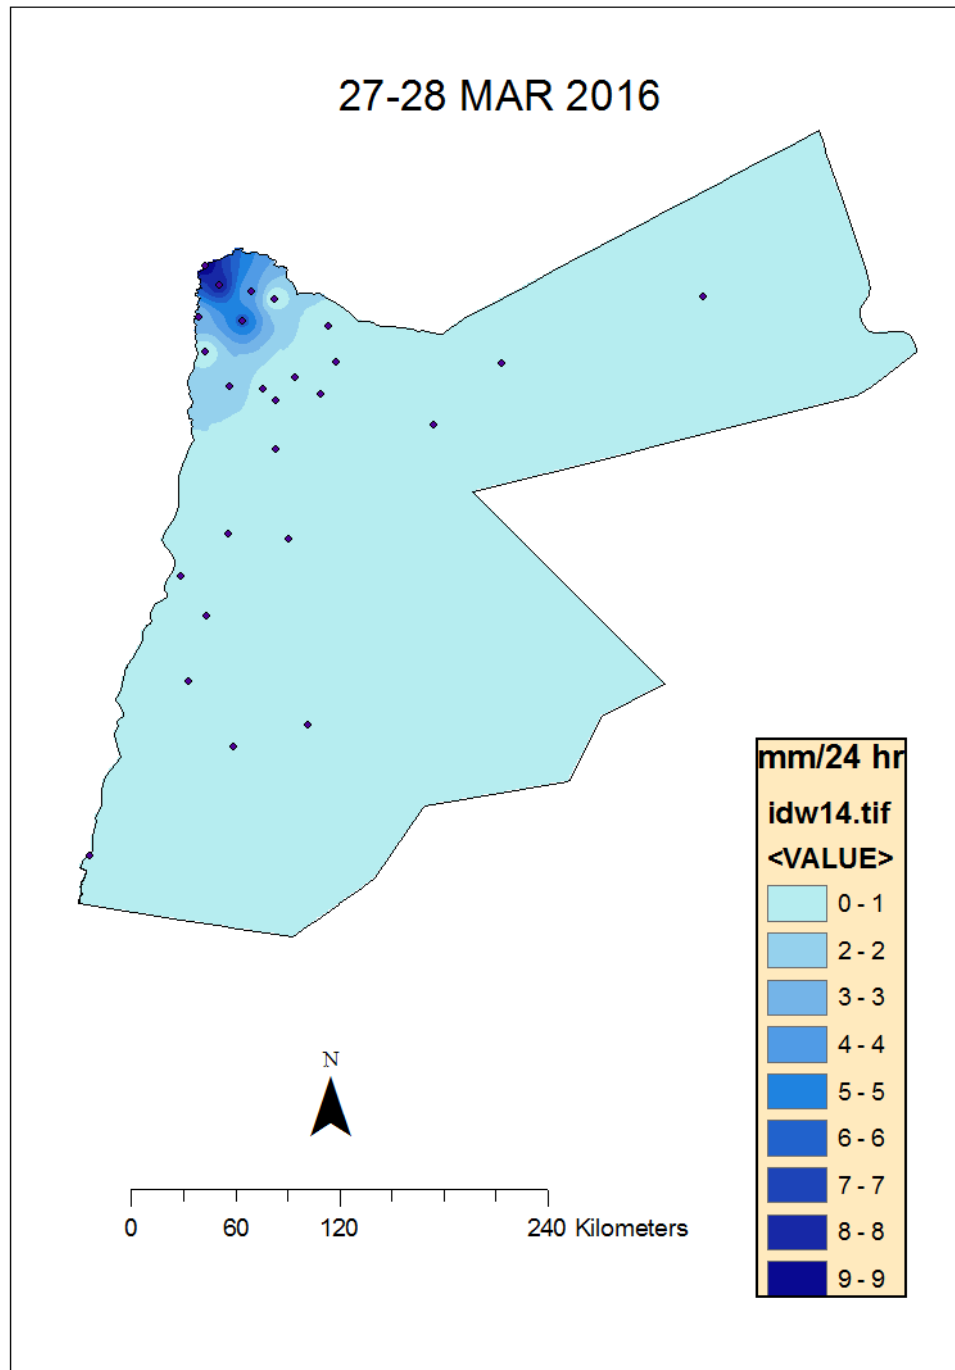 27-28 MAR 2016
mm/24 hr
idw14.tif
<VALUE>
0 - 1
2 - 2
3 - 3
4 - 4
5 - 5
6 - 6
7 - 7
8 - 8
9 - 9
N
0 60 120 240 Kilometers